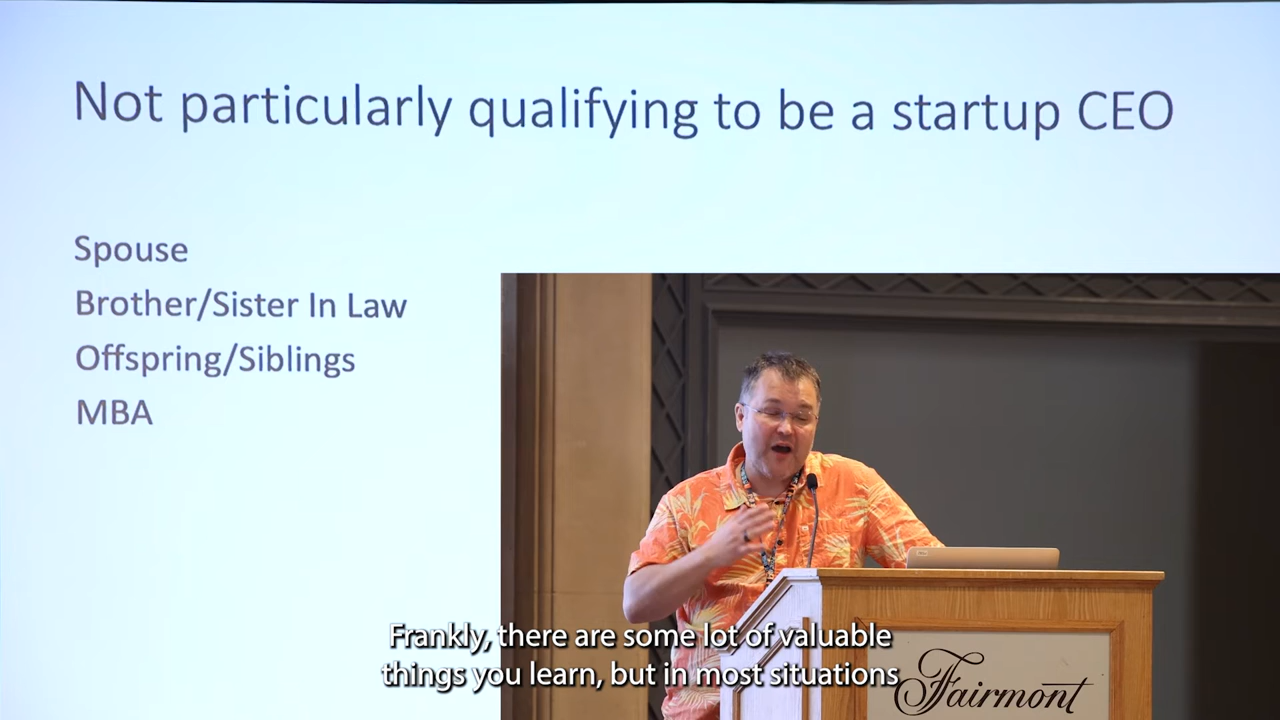 Not particularly qualifying to be a startup CEO
Spouse
Brother/Sister In Law
Offspring/Siblings
MBA
Frankly, there are some lot of valuable
things you learn, but in most situations
Fairmont